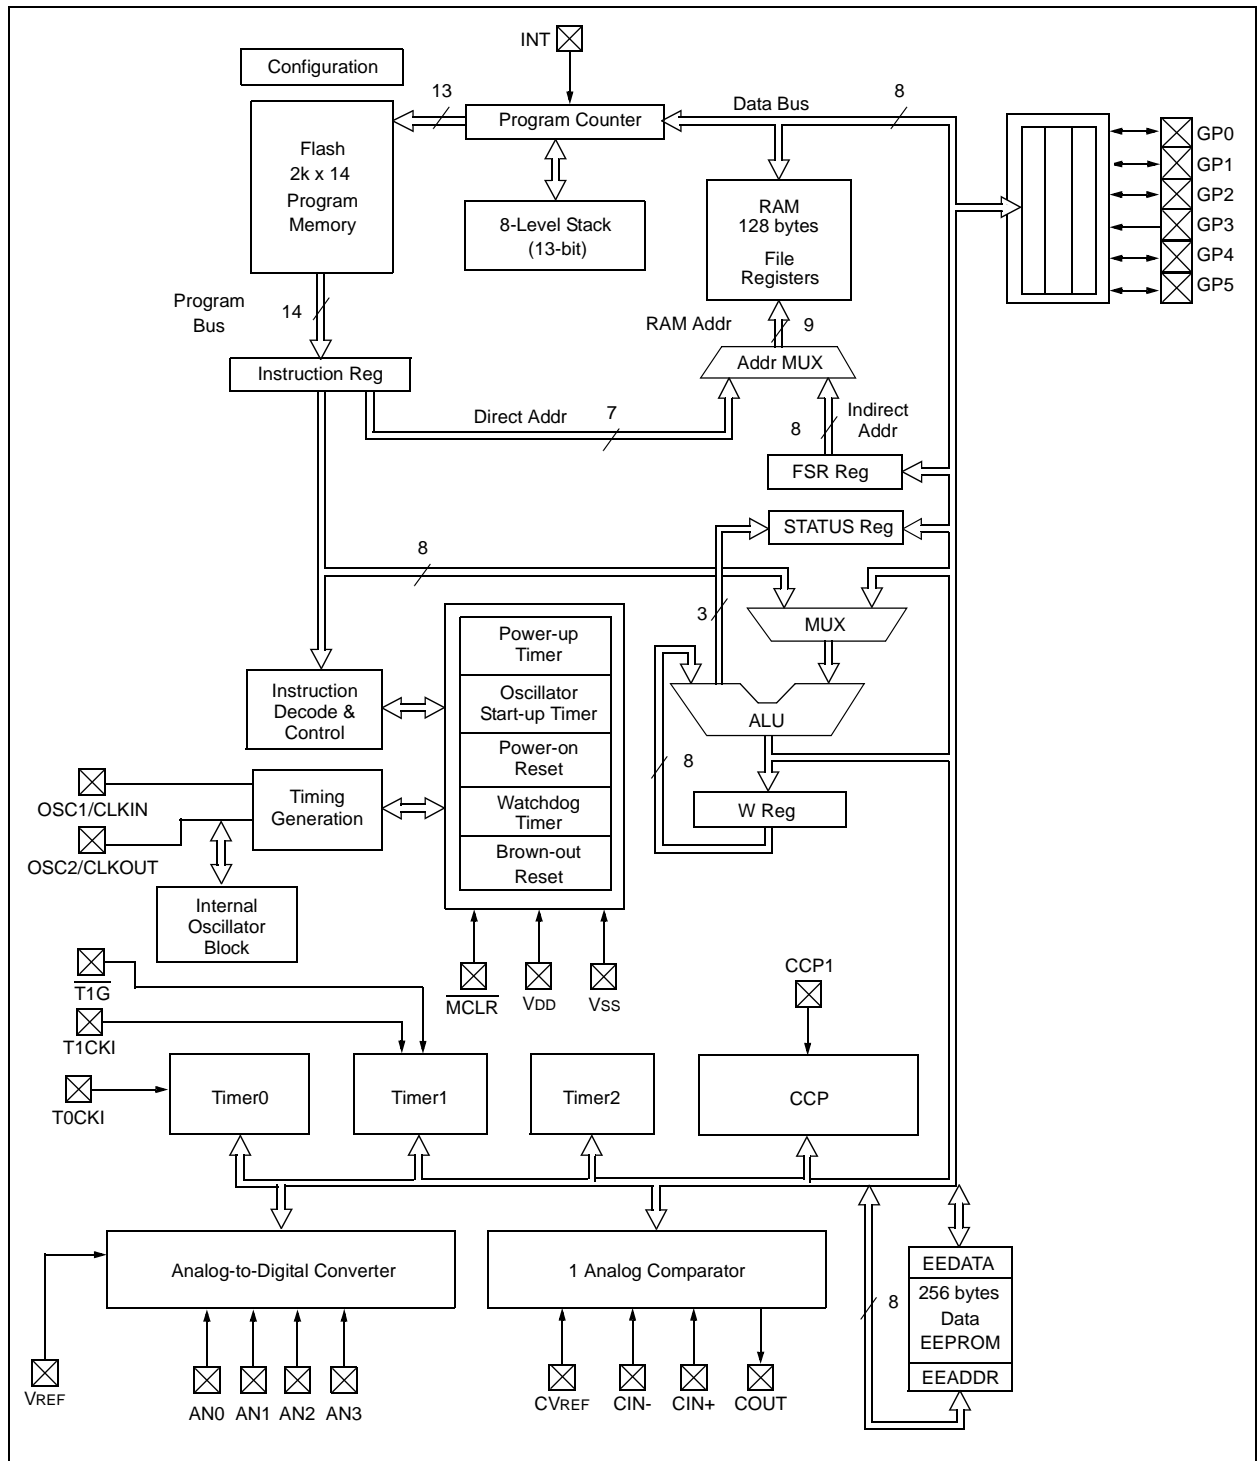 INT
Configuration
13
Program Counter
Data Bus
8
Flash
2k x 14
Program
Memory
8-Level Stack
(13-bit)
RAM
128 bytes
File
Registers
GP0
GP1
GP2
GP3
GP4
GP5
Program
Bus
14
RAM Addr
9
Addr MUX
Instruction Reg
Direct Addr
7
Indirect
Addr
8
FSR Reg
STATUS Reg
8
3
MUX
Power-up
Timer
Oscillator
Start-up Timer
Power-on
Reset
Watchdog
Timer
Brown-out
Reset
Instruction
Decode &
Control
ALU
8
W Reg
OSC1/CLKIN
Timing
Generation
OSC2/CLKOUT
Internal
Oscillator
Block
T1G
MCLR
VDD
VSS
CCP1
T1CKI
T0CKI
Timer0
Timer1
Timer2
CCP
Analog-to-Digital Converter
1 Analog Comparator
EEDATA
256 bytes
Data
EEPROM
EEADDR
8
VREF
AN0
AN1
AN2
AN3
CVREF
CIN-
CIN+
COUT